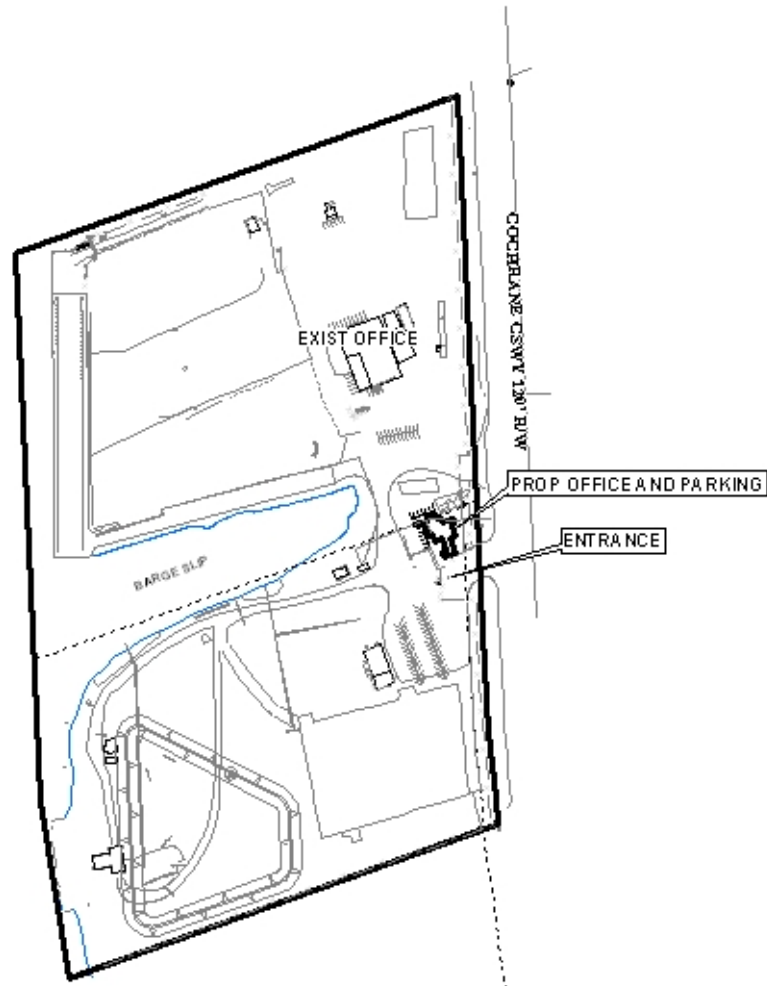 COCHRANE CSWY 120' R/W
EXIST OFFICE
PROP OFFICE AND PARKING
ENTRANCE
BARGE SLIP